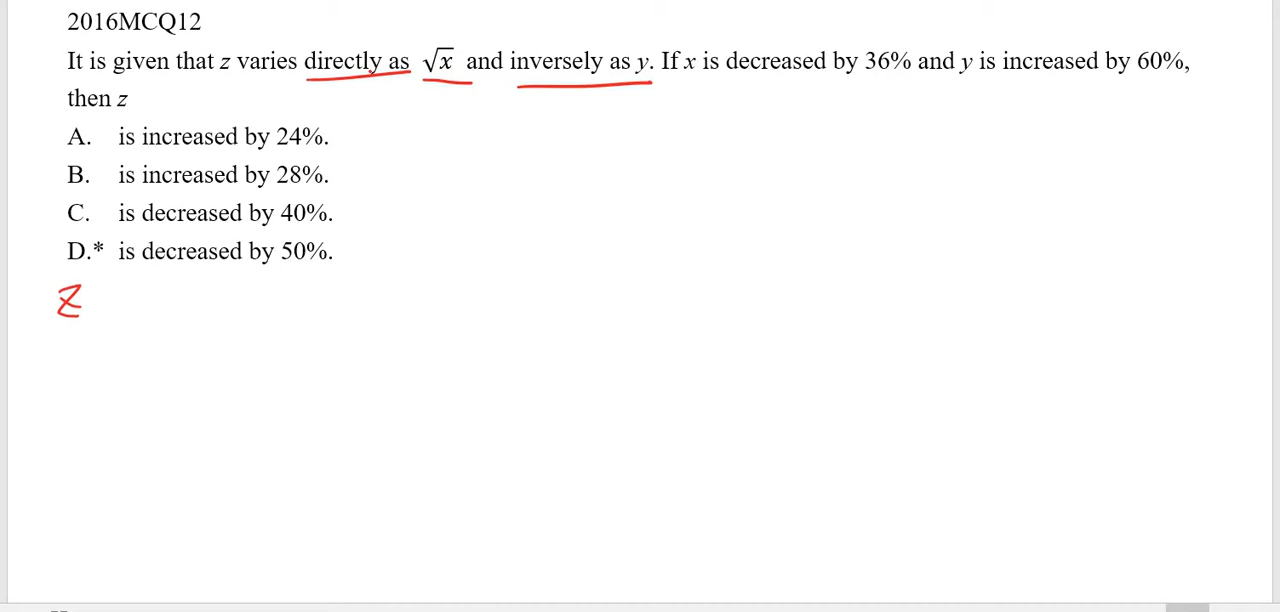 2016MCQ12
It is given that z varies directly as √x and inversely as y. If x is decreased by 36% and y is increased by 60%,
then z
A. is increased by 24%.
B. is increased by 28%.
C. is decreased by 40%.
D.* is decreased by 50%.
z